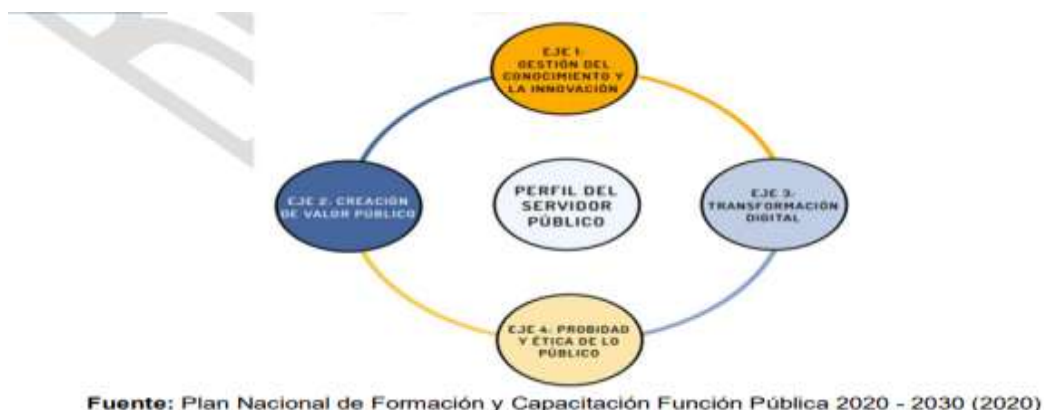 EJE 1:
GESTIÓN DEL
CONOCIMIENTO Y
LA INNOVACIÓN
EJE 2: CREACIÓN
DE VALOR PÚBLICO
PERFIL DEL
SERVIDOR
PÚBLICO
EJE 3:
TRANSFORMACIÓN
DIGITAL
EJE 4: PROBIDAD
Y ÉTICA DE LO
PÚBLICO
Fuente: Plan Nacional de Formación y Capacitación Función Pública 2020 - 2030 (2020)